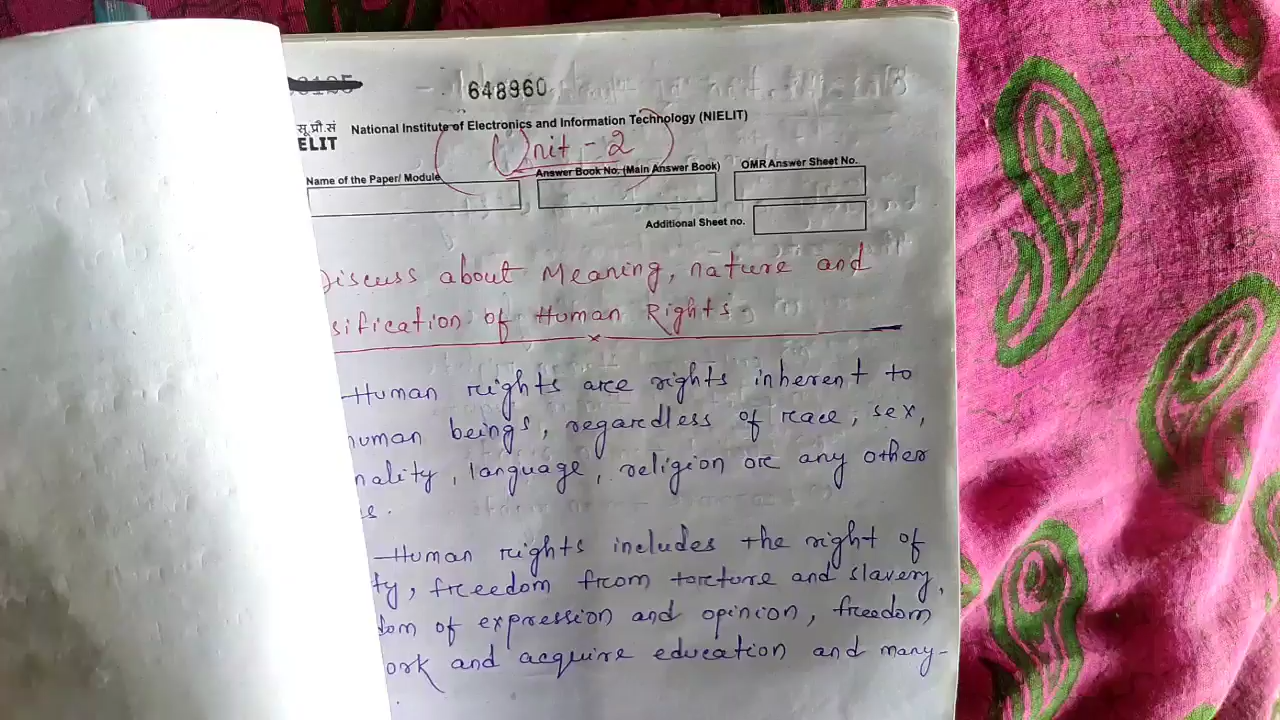 648960
सू.प्रौ.सं
ELIT
National Institute of Electronics and Information Technology (NIELIT)
Unit - 2
Name of the Paper/ Module
Answer Book No. (Main Answer Book)
OMR Answer Sheet No.
Additional Sheet no.
Discuss about Meaning, nature and
sification of Human Rights.
Human rights are rights inherent to
human beings, regardless of race, sex,
nality, language, religion or any other
s.
Human rights includes the right of
ty, freedom from torture and slavery,
dom of expression and opinion, freedom
ork and acquire education and many-